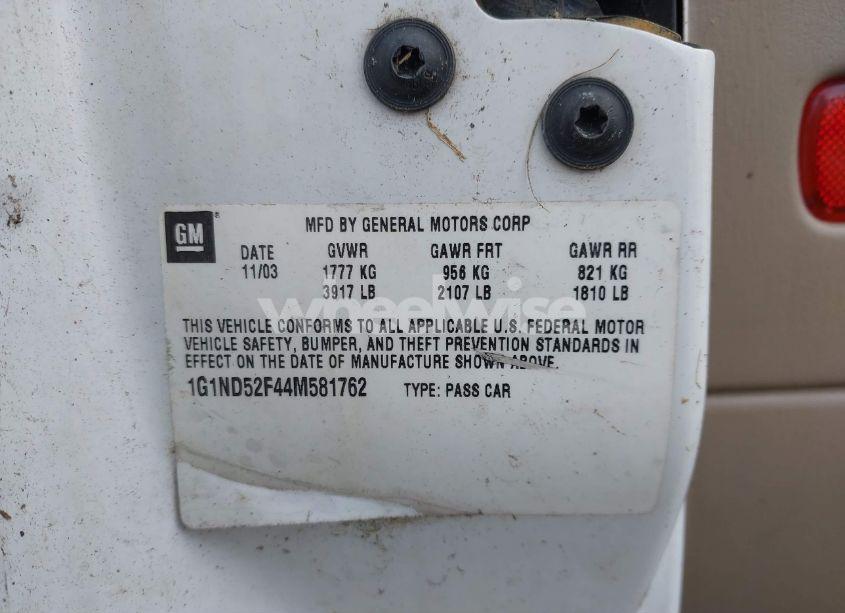 GM
MFD BY GENERAL MOTORS CORP
DATE GVWR GAWR FRT GAWR RR
11/03 1777 KG 956 KG 821 KG
3917 LB 2107 LB 1810 LB
wheelwise
THIS VEHICLE CONFORMS TO ALL APPLICABLE U.S. FEDERAL MOTOR
VEHICLE SAFETY, BUMPER, AND THEFT PREVENTION STANDARDS IN
EFFECT ON THE DATE OF MANUFACTURE SHOWN ABOVE.
1G1ND52F44M581762 TYPE: PASS CAR